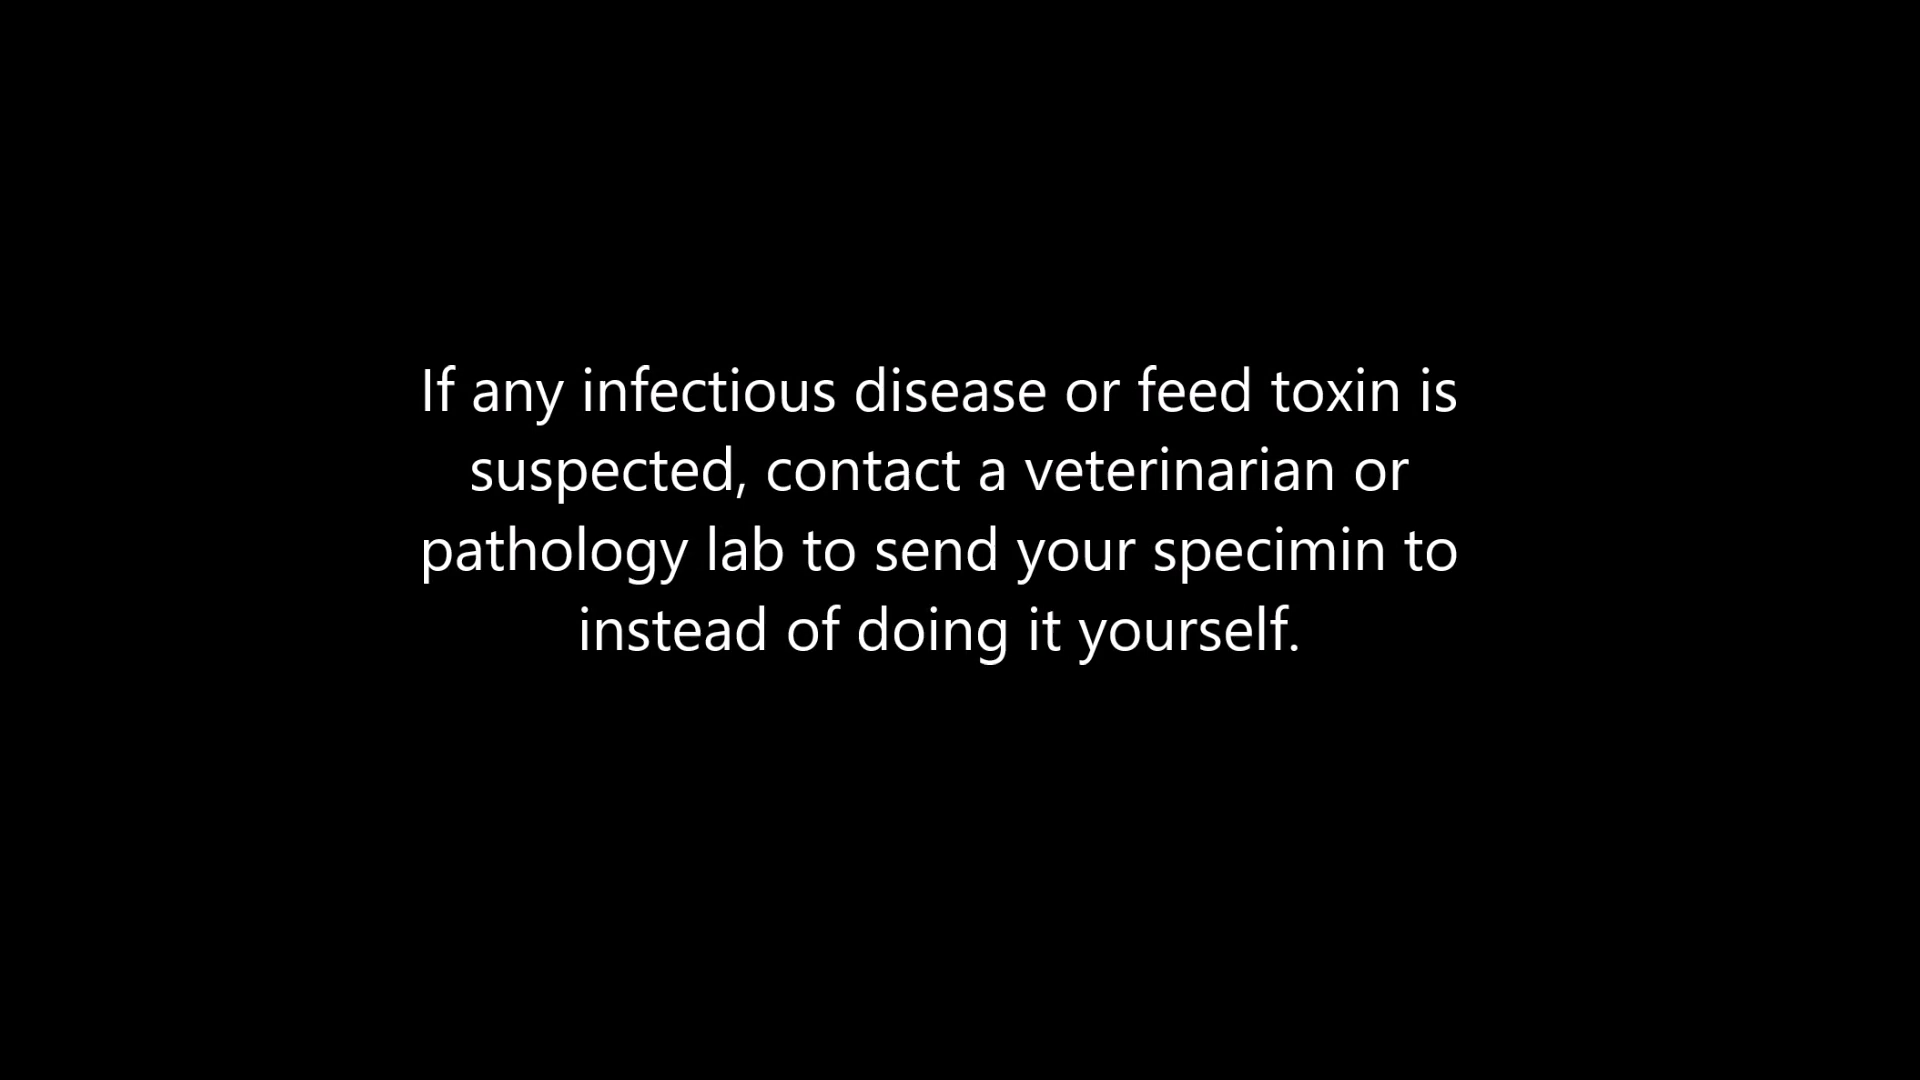 If any infectious disease or feed toxin is
suspected, contact a veterinarian or
pathology lab to send your specimin to
instead of doing it yourself.